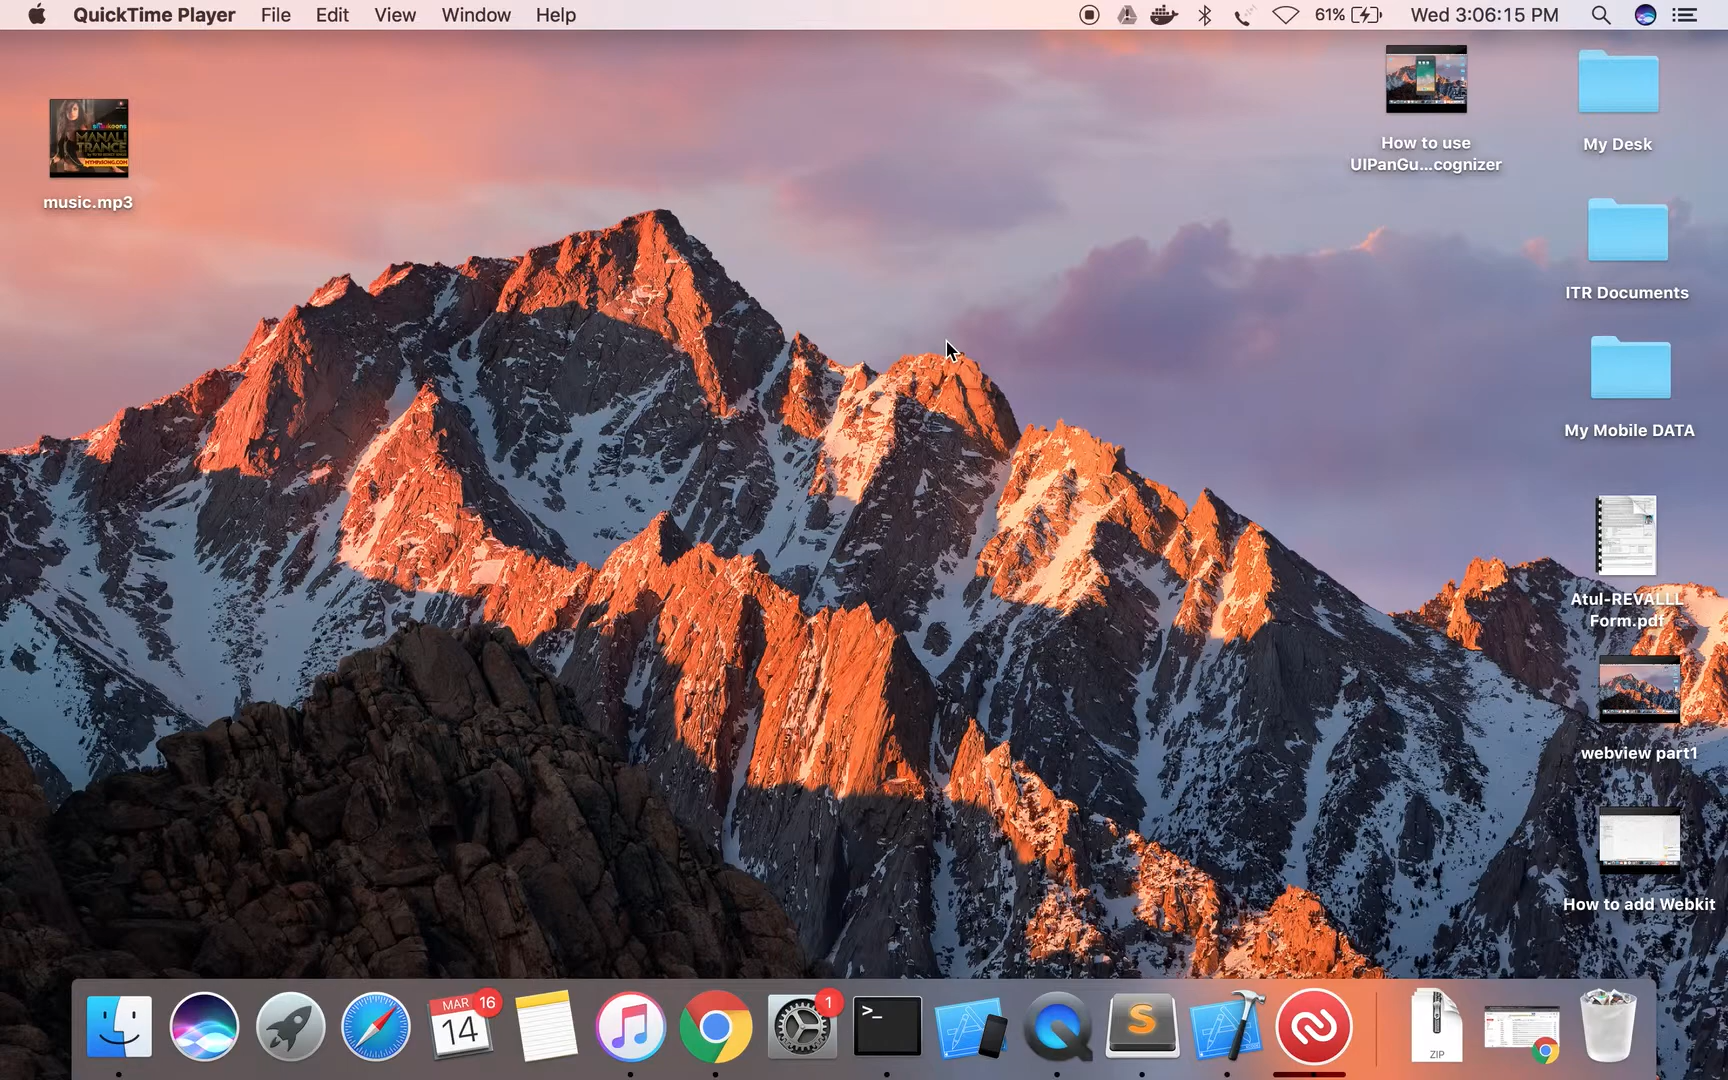 QuickTime Player File Edit View Window Help 61% Wed 3:06:15 PM
MANALI
TRANCE
music.mp3
How to use
UIPanGu...cognizer
My Desk
ITR Documents
My Mobile DATA
Atul-REVALLL
Form.pdf
webview part1
How to add Webkit
MAR 16
14
1
>_
S
ZIP